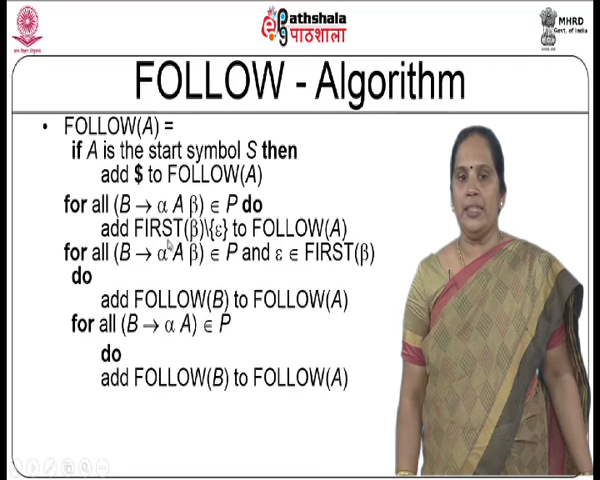 athshala
पाठशाला
MHRD
Govt. of India
FOLLOW - Algorithm
• FOLLOW(A) =
if A is the start symbol S then
add $ to FOLLOW(A)
for all (B → α A β) ∈ P do
add FIRST(β)\{ε} to FOLLOW(A)
for all (B → α A β) ∈ P and ε ∈ FIRST(β)
do
add FOLLOW(B) to FOLLOW(A)
for all (B → α A) ∈ P
do
add FOLLOW(B) to FOLLOW(A)